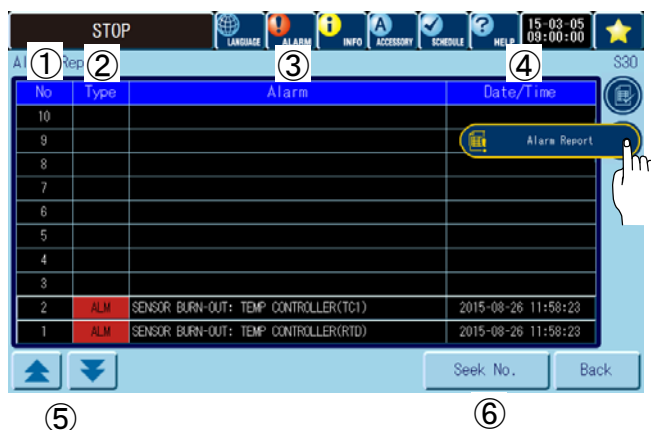 STOP
LANGUAGE
ALARM
INFO
ACCESSORY
SCHEDULE
HELP
15-03-05
09:00:00
① ② ③ ④
S30
No Type Alarm Date/Time
10
9
Alarm Report
8
7
6
5
4
3
2 ALM SENSOR BURN-OUT: TEMP CONTROLLER(TC1) 2015-08-26 11:58:23
1 ALM SENSOR BURN-OUT: TEMP CONTROLLER(RTD) 2015-08-26 11:58:23
Seek No. Back
⑤ ⑥